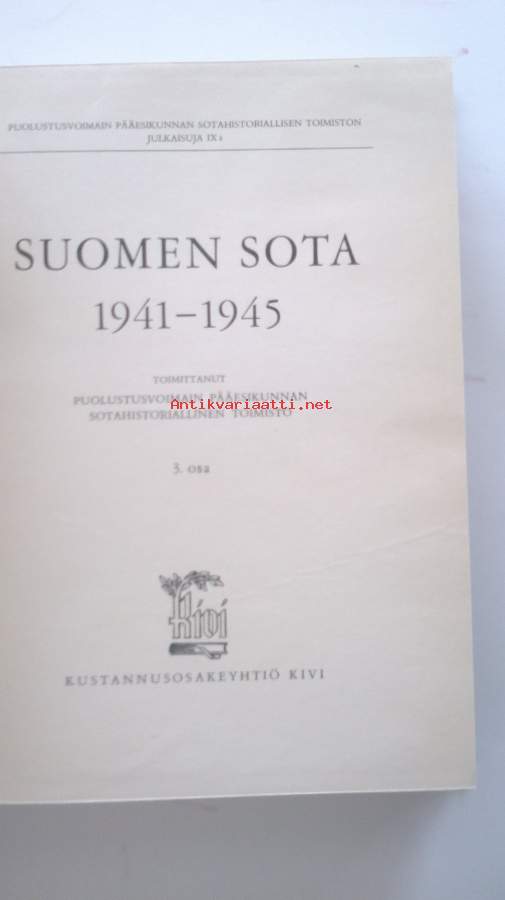 PUOLUSTUSVOIMAIN PÄÄESIKUNNAN SOTAHISTORIALLISEN TOIMISTON
JULKAISUJA IX 3
SUOMEN SOTA
1941–1945
TOIMITTANUT
PUOLUSTUSVOIMAIN PÄÄESIKUNNAN
Antikvariaatti.net
SOTAHISTORIALLINEN TOIMISTO
3. osa
Kivi
KUSTANNUSOSAKEYHTIÖ KIVI